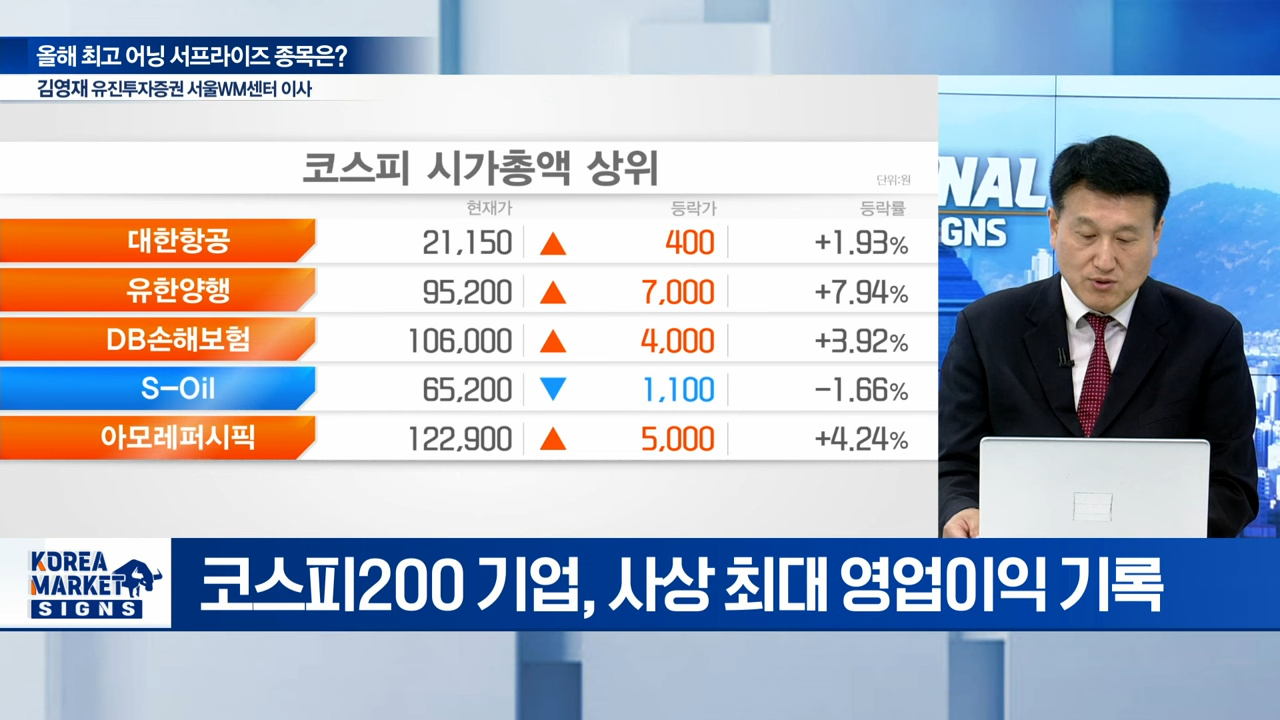 올해 최고 어닝 서프라이즈 종목은?
김영재 유진투자증권 서울WM센터 이사
코스피 시가총액 상위
단위:원
현재가 등락가 등락률
대한항공 21,150 ▲ 400 +1.93%
유한양행 95,200 ▲ 7,000 +7.94%
DB손해보험 106,000 ▲ 4,000 +3.92%
S-Oil 65,200 ▼ 1,100 -1.66%
아모레퍼시픽 122,900 ▲ 5,000 +4.24%
NAL
GNS
KOREA
MARKET
SIGNS
코스피200 기업, 사상 최대 영업이익 기록